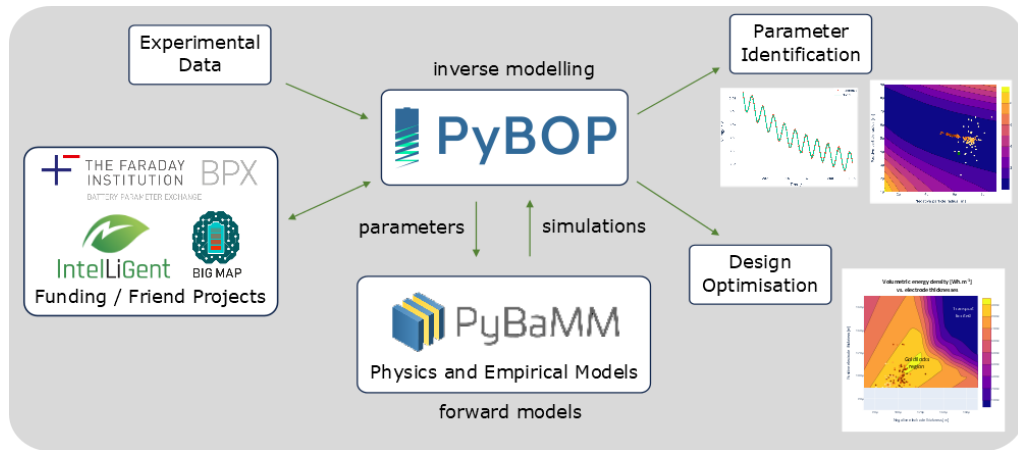 Experimental
Data
inverse modelling
PyBOP
Parameter
Identification
THE FARADAY
INSTITUTION
BPX
BATTERY PARAMETER EXCHANGE
IntelLiGent
BIG MAP
Funding / Friend Projects
parameters
simulations
PyBaMM
Physics and Empirical Models
forward models
Design
Optimisation
Volumetric energy density [Wh.m⁻³]
vs. electrode thicknesses
Goldilocks
region